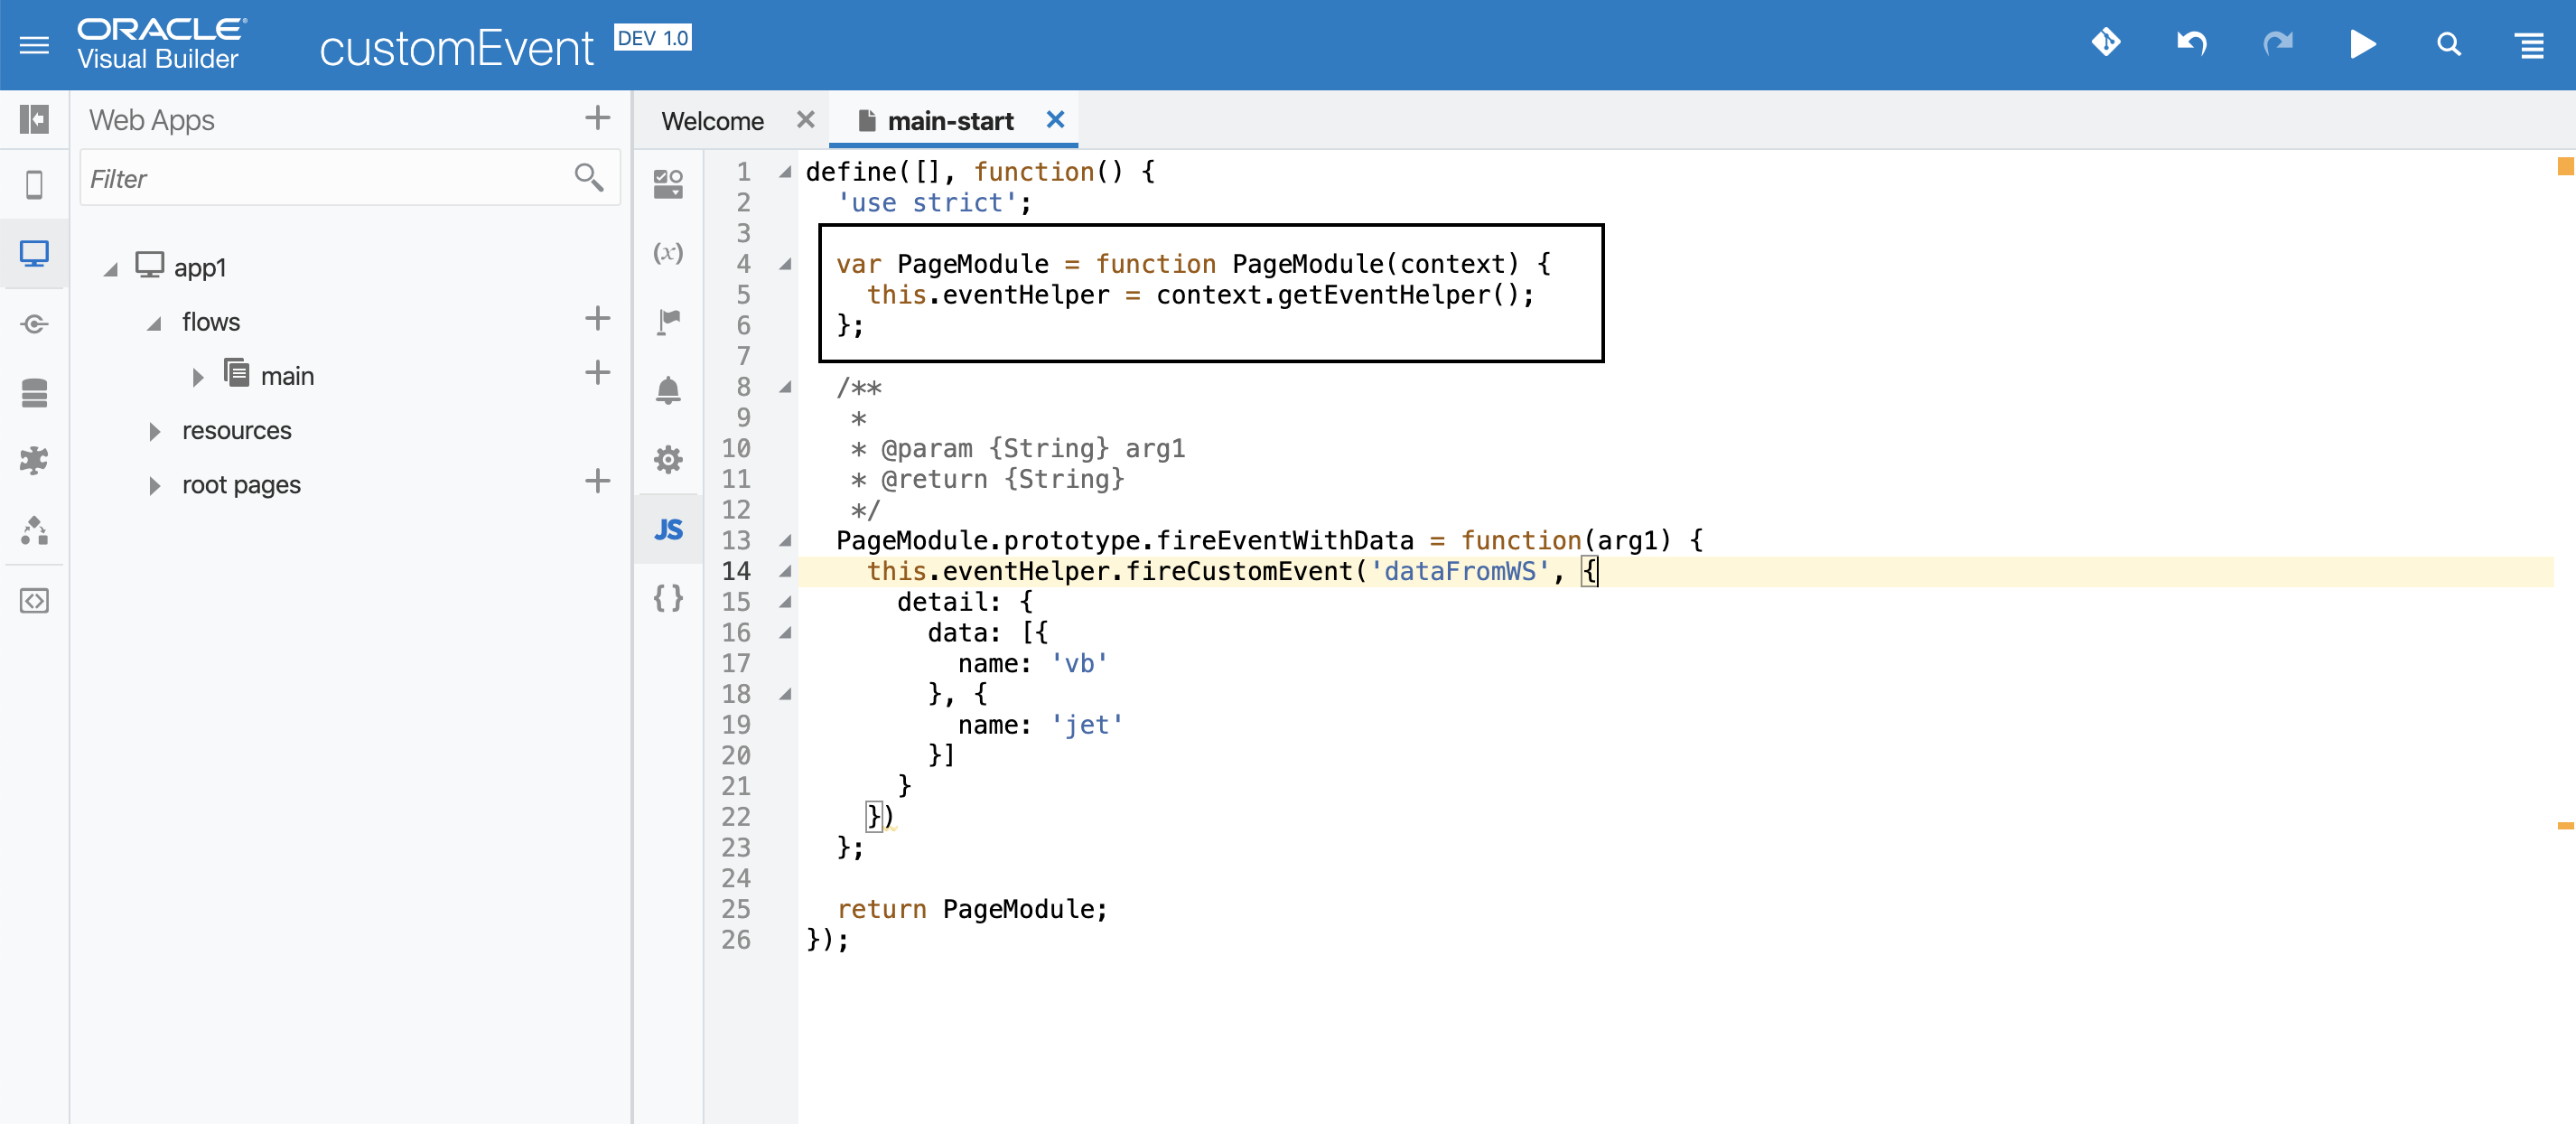 ORACLE
Visual Builder
customEvent DEV 1.0
Web Apps
Filter
app1
flows
main
resources
root pages
Welcome
main-start
(x)
JS
{ }
1 define([], function() {
2   'use strict';
3
4   var PageModule = function PageModule(context) {
5     this.eventHelper = context.getEventHelper();
6   };
7
8   /**
9    *
10    * @param {String} arg1
11    * @return {String}
12    */
13   PageModule.prototype.fireEventWithData = function(arg1) {
14     this.eventHelper.fireCustomEvent('dataFromWS', {
15       detail: {
16         data: [{
17           name: 'vb'
18         }, {
19           name: 'jet'
20         }]
21       }
22     })
23   };
24
25   return PageModule;
26 });